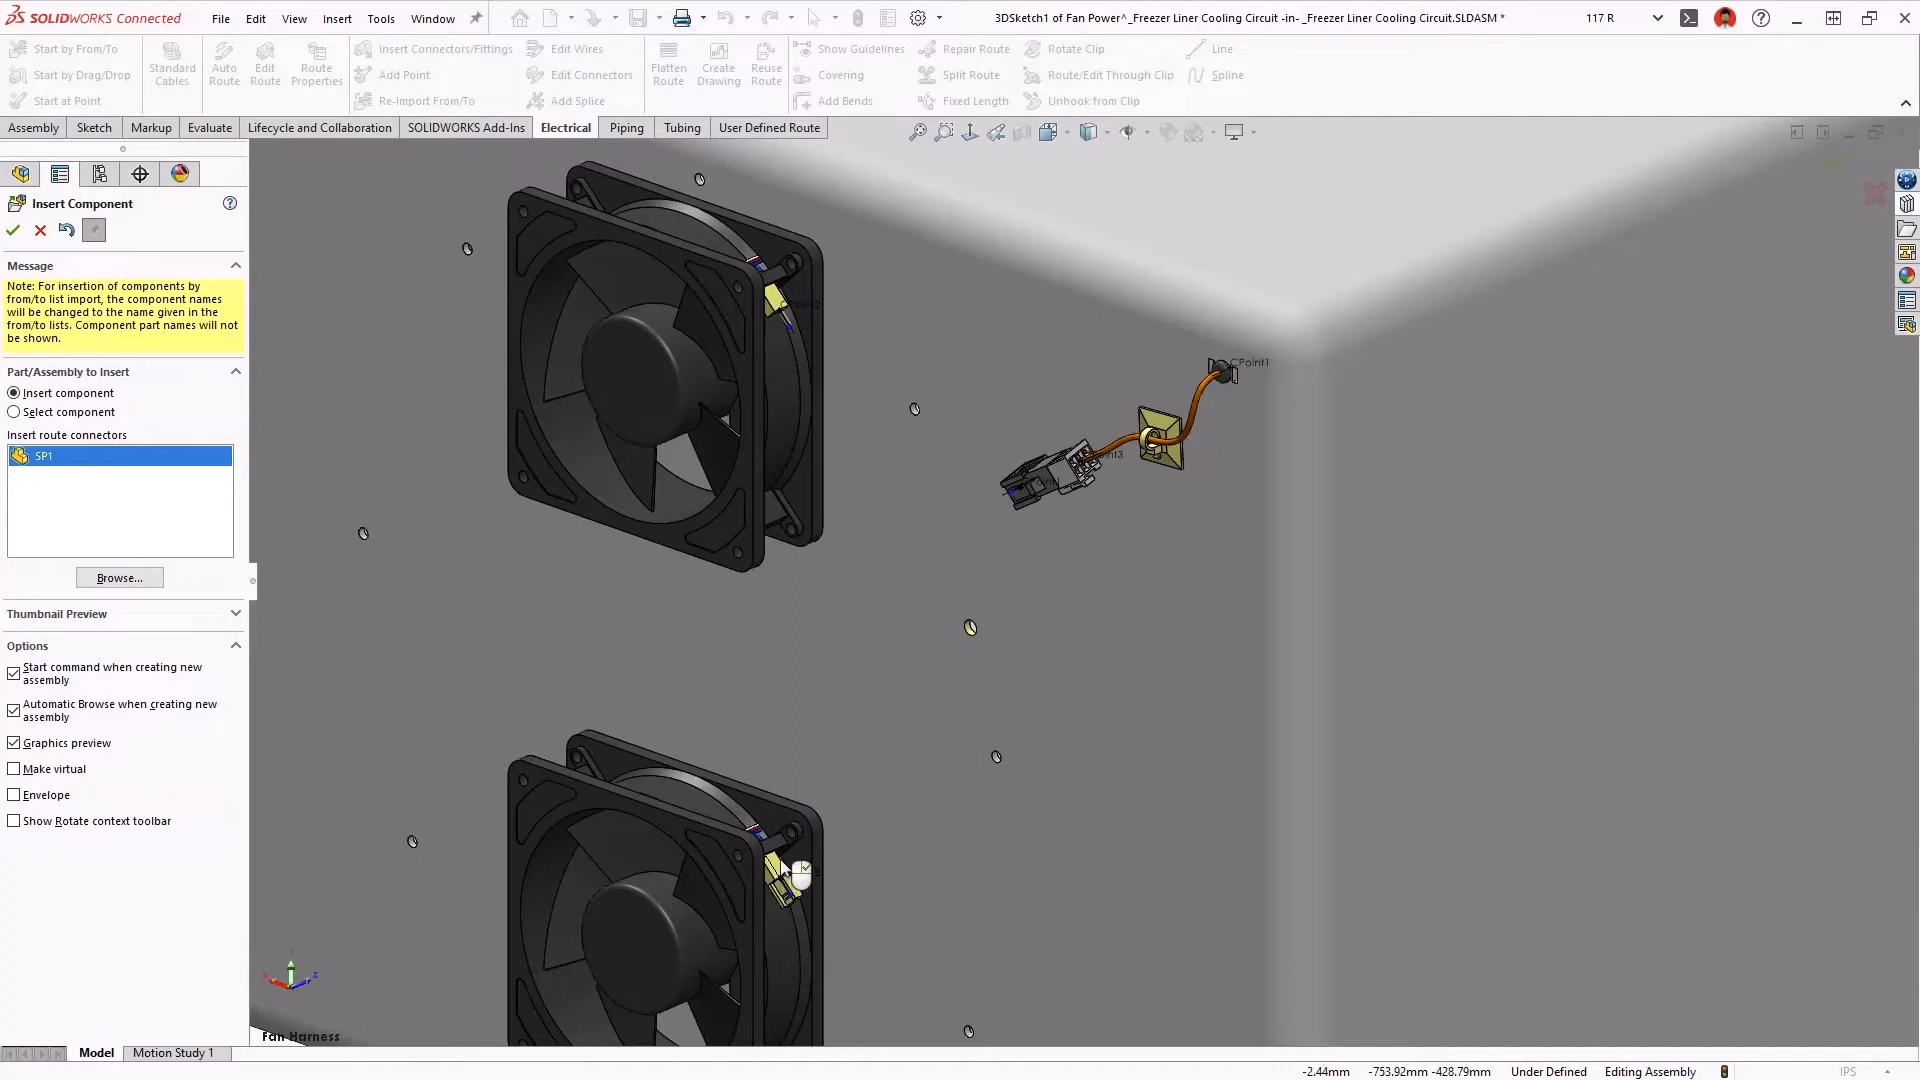 SOLIDWORKS Connected
File Edit View Insert Tools Window
3DSketch1 of Fan Power^_Freezer Liner Cooling Circuit -in- _Freezer Liner Cooling Circuit.SLDASM *
117 R
Start by From/To
Start by Drag/Drop
Start at Point
Standard Cables
Auto Route
Edit Route
Route Properties
Insert Connectors/Fittings
Add Point
Re-Import From/To
Edit Wires
Edit Connectors
Add Splice
Flatten Route
Create Drawing
Reuse Route
Show Guidelines
Covering
Add Bends
Repair Route
Split Route
Fixed Length
Rotate Clip
Route/Edit Through Clip
Unhook from Clip
Line
Spline
Assembly Sketch Markup Evaluate Lifecycle and Collaboration SOLIDWORKS Add-Ins Electrical Piping Tubing User Defined Route
Insert Component
Message
Note: For insertion of components by
from/to list import, the component names
will be changed to the name given in the
from/to lists. Component part names will not
be shown.
Part/Assembly to Insert
Insert component
Select component
Insert route connectors
SP1
Browse...
Thumbnail Preview
Options
Start command when creating new
assembly
Automatic Browse when creating new
assembly
Graphics preview
Make virtual
Envelope
Show Rotate context toolbar
CPoint1
Fan Harness
Model Motion Study 1
-2.44mm -753.92mm -428.79mm Under Defined Editing Assembly IPS